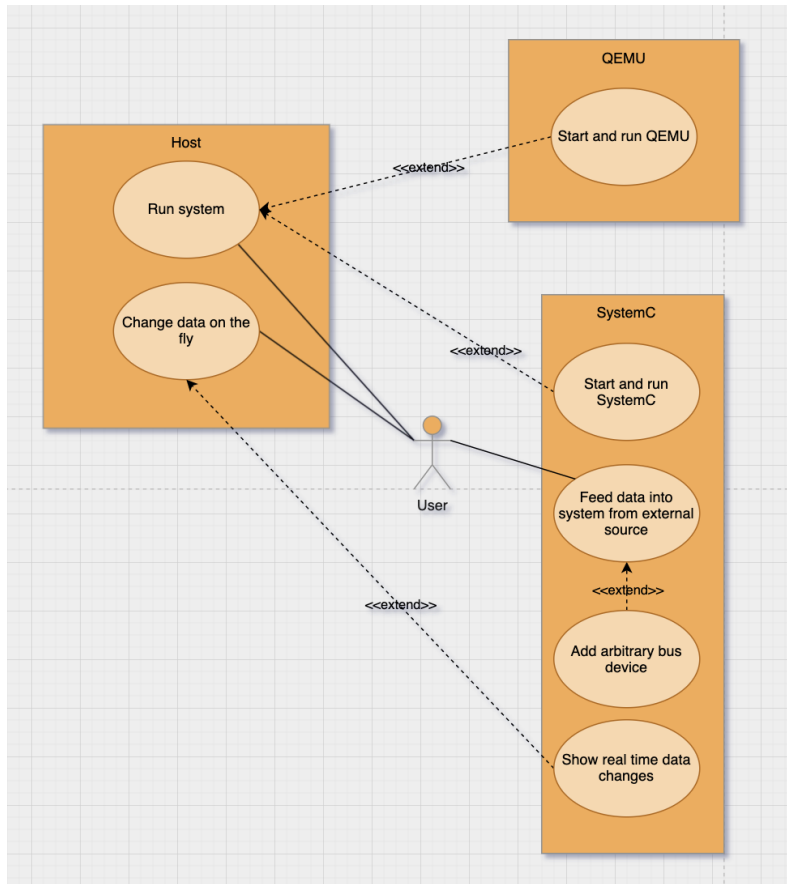 QEMU
Start and run QEMU
Host
<<extend>>
Run system
Change data on the
fly
SystemC
<<extend>>
Start and run
SystemC
User
Feed data into
system from external
source
<<extend>>
<<extend>>
Add arbitrary bus
device
Show real time data
changes